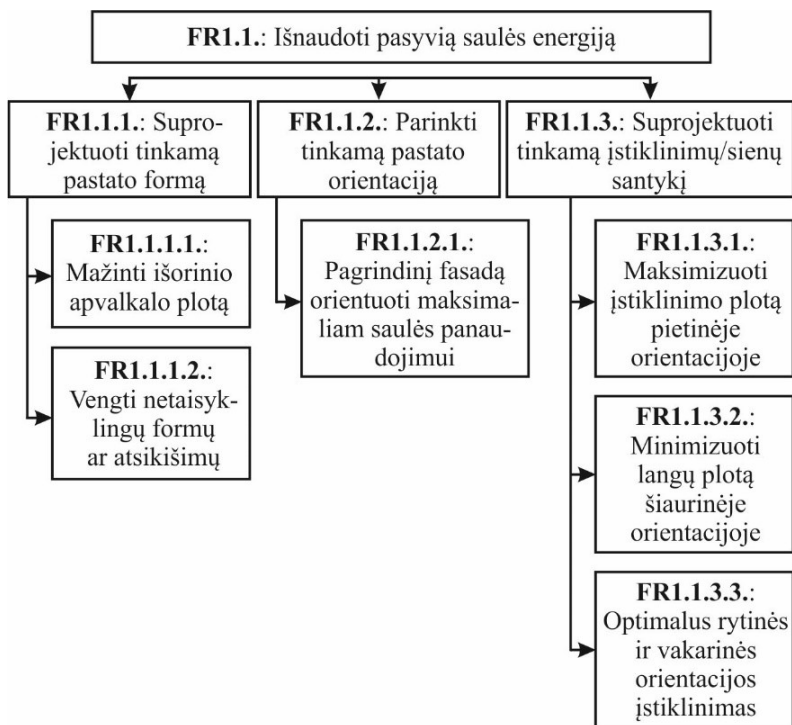 FR1.1.: Išnaudoti pasyvią saulės energiją
FR1.1.1.: Supro-
jektuoti tinkamą
pastato formą
FR1.1.2.: Parinkti
tinkamą pastato
orientaciją
FR1.1.3.: Suprojektuoti
tinkamą įstiklinimų/sienų
santykį
FR1.1.1.1.:
Mažinti išorinio
apvalkalo plotą
FR1.1.1.2.:
Vengti netaisyk-
lingų formų
ar atsikišimų
FR1.1.2.1.:
Pagrindinį fasadą
orientuoti maksima-
liam saulės panau-
dojimui
FR1.1.3.1.:
Maksimizuoti
įstiklinimo plotą
pietinėje
orientacijoje
FR1.1.3.2.:
Minimizuoti
langų plotą
šiaurinėje
orientacijoje
FR1.1.3.3.:
Optimalus rytinės
ir vakarinės
orientacijos
įstiklinimas